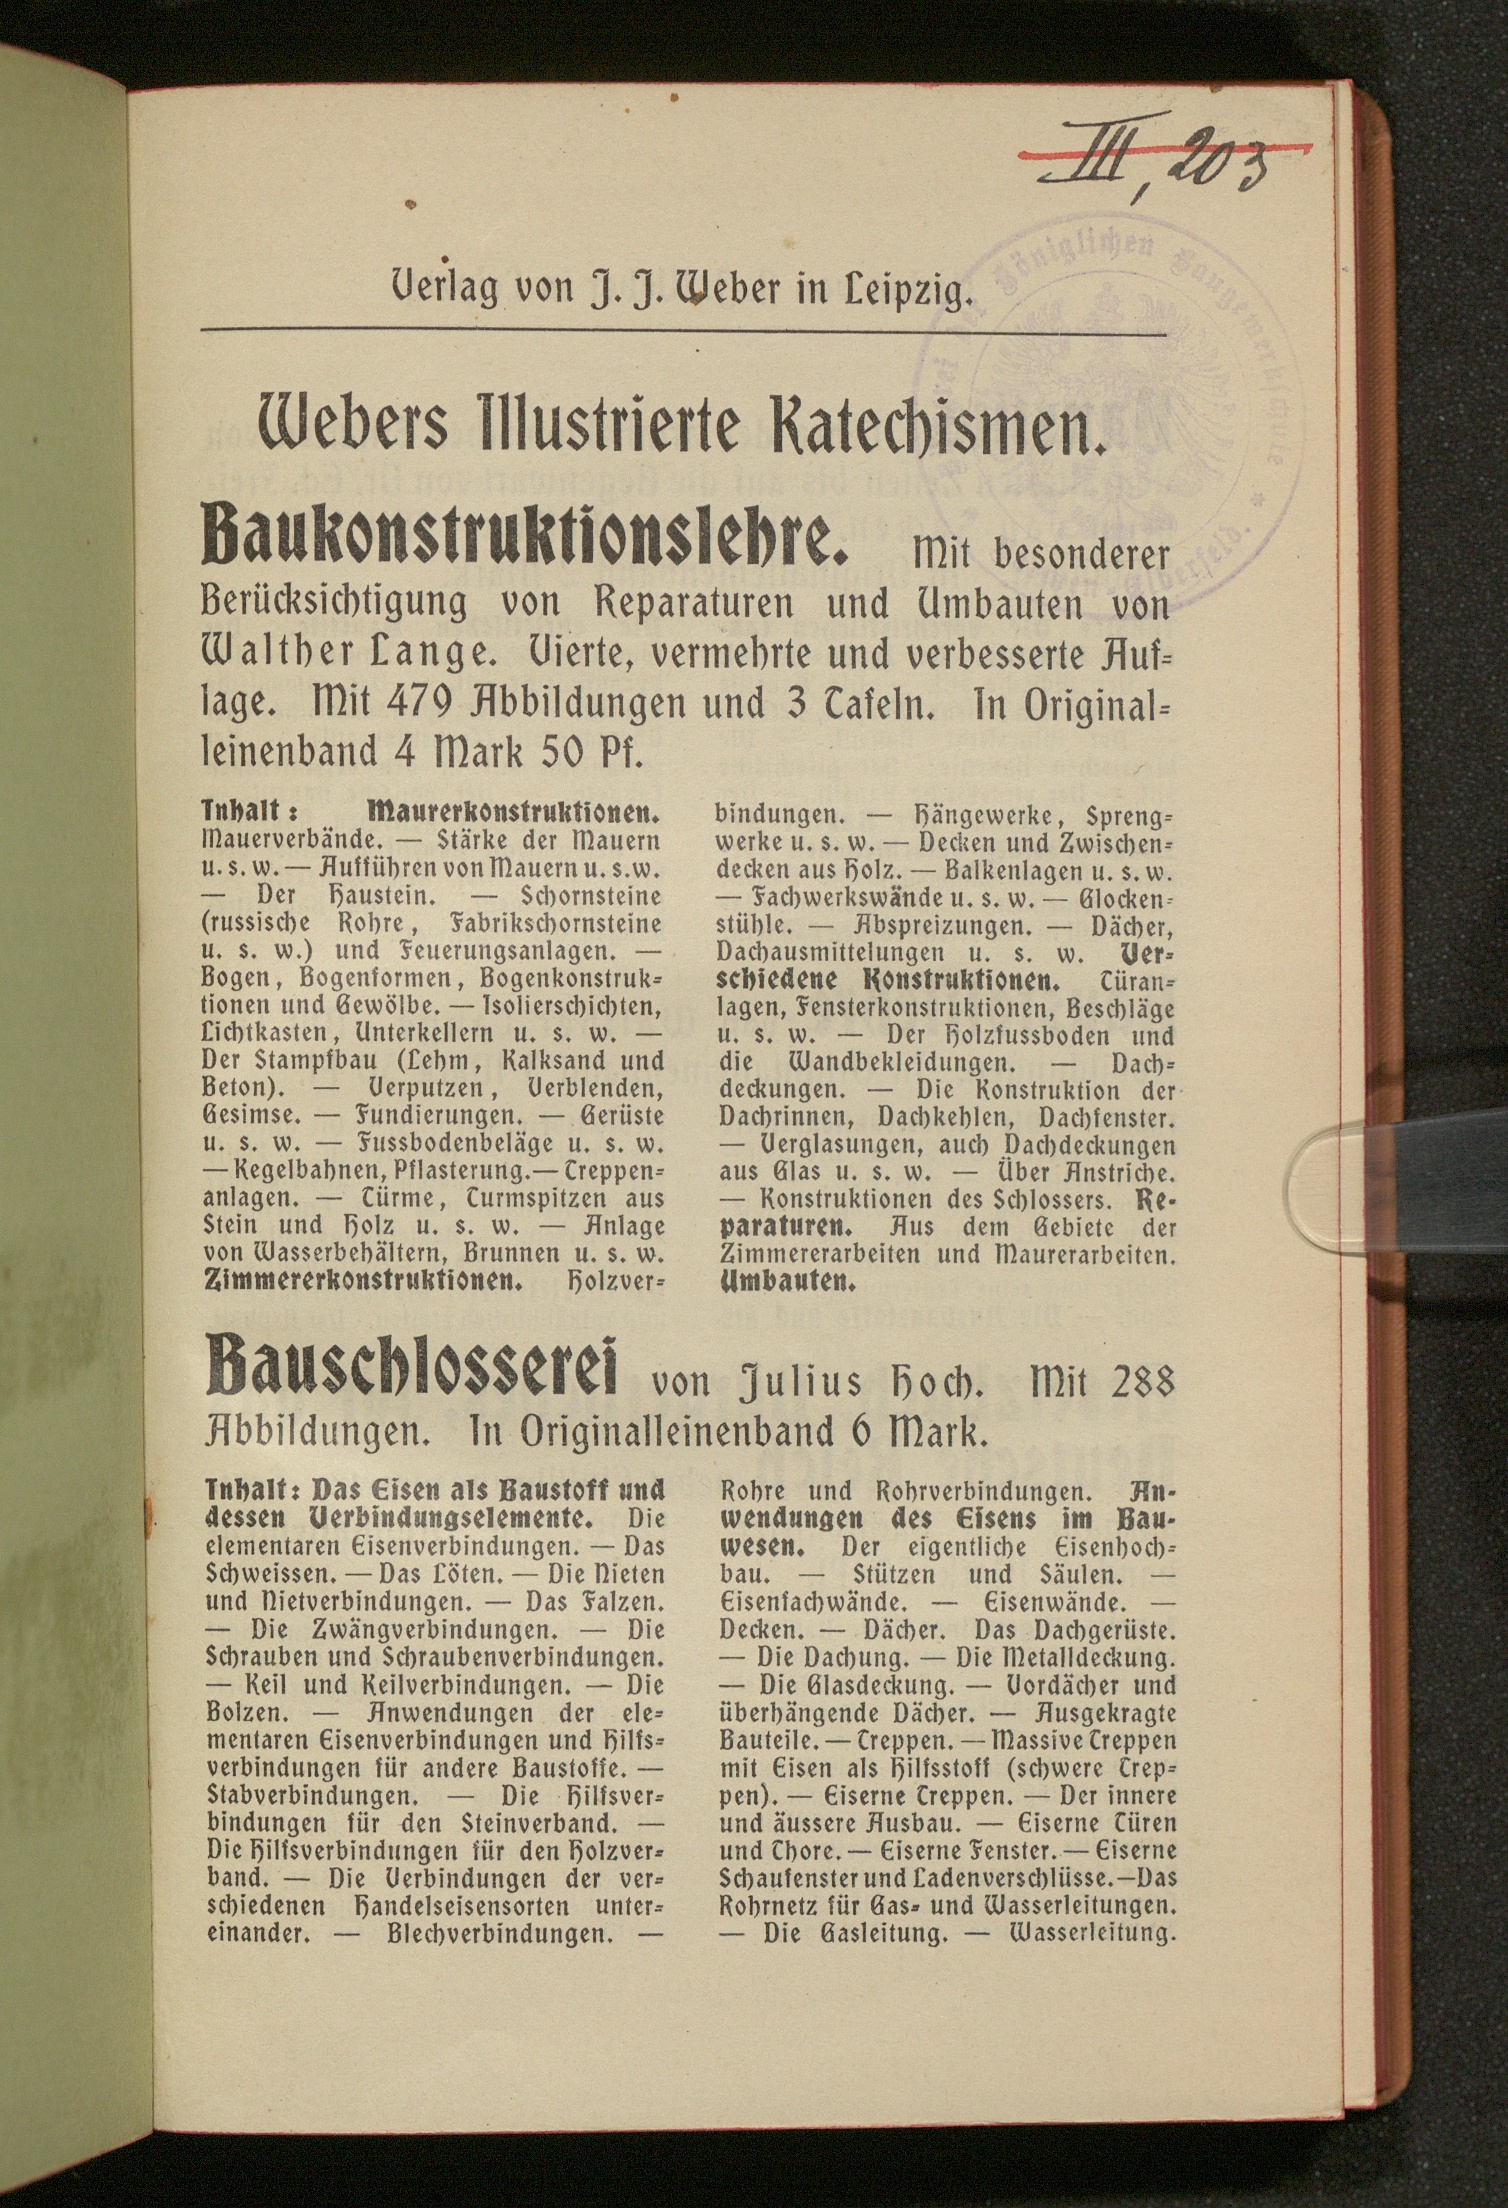 III, 203
Königlichen Baugewerkschule
Verlag von J. J. Weber in Leipzig.
Webers Illustrierte Katechismen.
Baukonstruktionslehre. Mit besonderer
Berücksichtigung von Reparaturen und Umbauten von
Walther Lange. Vierte, vermehrte und verbesserte Auf=
lage. Mit 479 Abbildungen und 3 Tafeln. In Original=
leinenband 4 Mark 50 Pf.
Inhalt: Maurerkonstruktionen.
Mauerverbände. — Stärke der Mauern
u. s. w. — Aufführen von Mauern u. s. w.
— Der Haustein. — Schornsteine
(russische Rohre, Fabrikschornsteine
u. s. w.) und Feuerungsanlagen. —
Bogen, Bogenformen, Bogenkonstruk=
tionen und Gewölbe. — Isolierschichten,
Lichtkasten, Unterkellern u. s. w. —
Der Stampfbau (Lehm, Kalksand und
Beton). — Verputzen, Verblenden,
Gesimse. — Fundierungen. — Gerüste
u. s. w. — Fussbodenbeläge u. s. w.
— Kegelbahnen, Pflasterung. — Treppen=
anlagen. — Türme, Turmspitzen aus
Stein und Holz u. s. w. — Anlage
von Wasserbehältern, Brunnen u. s. w.
Zimmererkonstruktionen. Holzver=
bindungen. — Hängewerke, Spreng=
werke u. s. w. — Decken und Zwischen=
decken aus Holz. — Balkenlagen u. s. w.
— Fachwerkswände u. s. w. — Glocken=
stühle. — Abspreizungen. — Dächer,
Dachausmittelungen u. s. w. Ver=
schiedene Konstruktionen. Türan=
lagen, Fensterkonstruktionen, Beschläge
u. s. w. — Der Holzfussboden und
die Wandbekleidungen. — Dach=
deckungen. — Die Konstruktion der
Dachrinnen, Dachkehlen, Dachfenster.
— Verglasungen, auch Dachdeckungen
aus Glas u. s. w. — Über Anstriche.
— Konstruktionen des Schlossers. Re-
paraturen. Aus dem Gebiete der
Zimmererarbeiten und Maurerarbeiten.
Umbauten.
Bauschlosserei von Julius Hoch. Mit 288
Abbildungen. In Originalleinenband 6 Mark.
Inhalt: Das Eisen als Baustoff und
dessen Verbindungselemente. Die
elementaren Eisenverbindungen. — Das
Schweissen. — Das Löten. — Die Nieten
und Nietverbindungen. — Das Falzen.
— Die Zwängverbindungen. — Die
Schrauben und Schraubenverbindungen.
— Keil und Keilverbindungen. — Die
Bolzen. — Anwendungen der ele=
mentaren Eisenverbindungen und Hilfs=
verbindungen für andere Baustoffe. —
Stabverbindungen. — Die Hilfsver=
bindungen für den Steinverband. —
Die Hilfsverbindungen für den Holzver=
band. — Die Verbindungen der ver=
schiedenen Handelseisensorten unter=
einander. — Blechverbindungen. —
Rohre und Rohrverbindungen. An-
wendungen des Eisens im Bau-
wesen. Der eigentliche Eisenhoch=
bau. — Stützen und Säulen. —
Eisenfachwände. — Eisenwände. —
Decken. — Dächer. Das Dachgerüste.
— Die Dachung. — Die Metalldeckung.
— Die Glasdeckung. — Vordächer und
überhängende Dächer. — Ausgekragte
Bauteile. — Treppen. — Massive Treppen
mit Eisen als Hilfsstoff (schwere Trep=
pen). — Eiserne Treppen. — Der innere
und äussere Ausbau. — Eiserne Türen
und Thore. — Eiserne Fenster. — Eiserne
Schaufenster und Ladenverschlüsse. — Das
Rohrnetz für Gas= und Wasserleitungen.
— Die Gasleitung. — Wasserleitung.